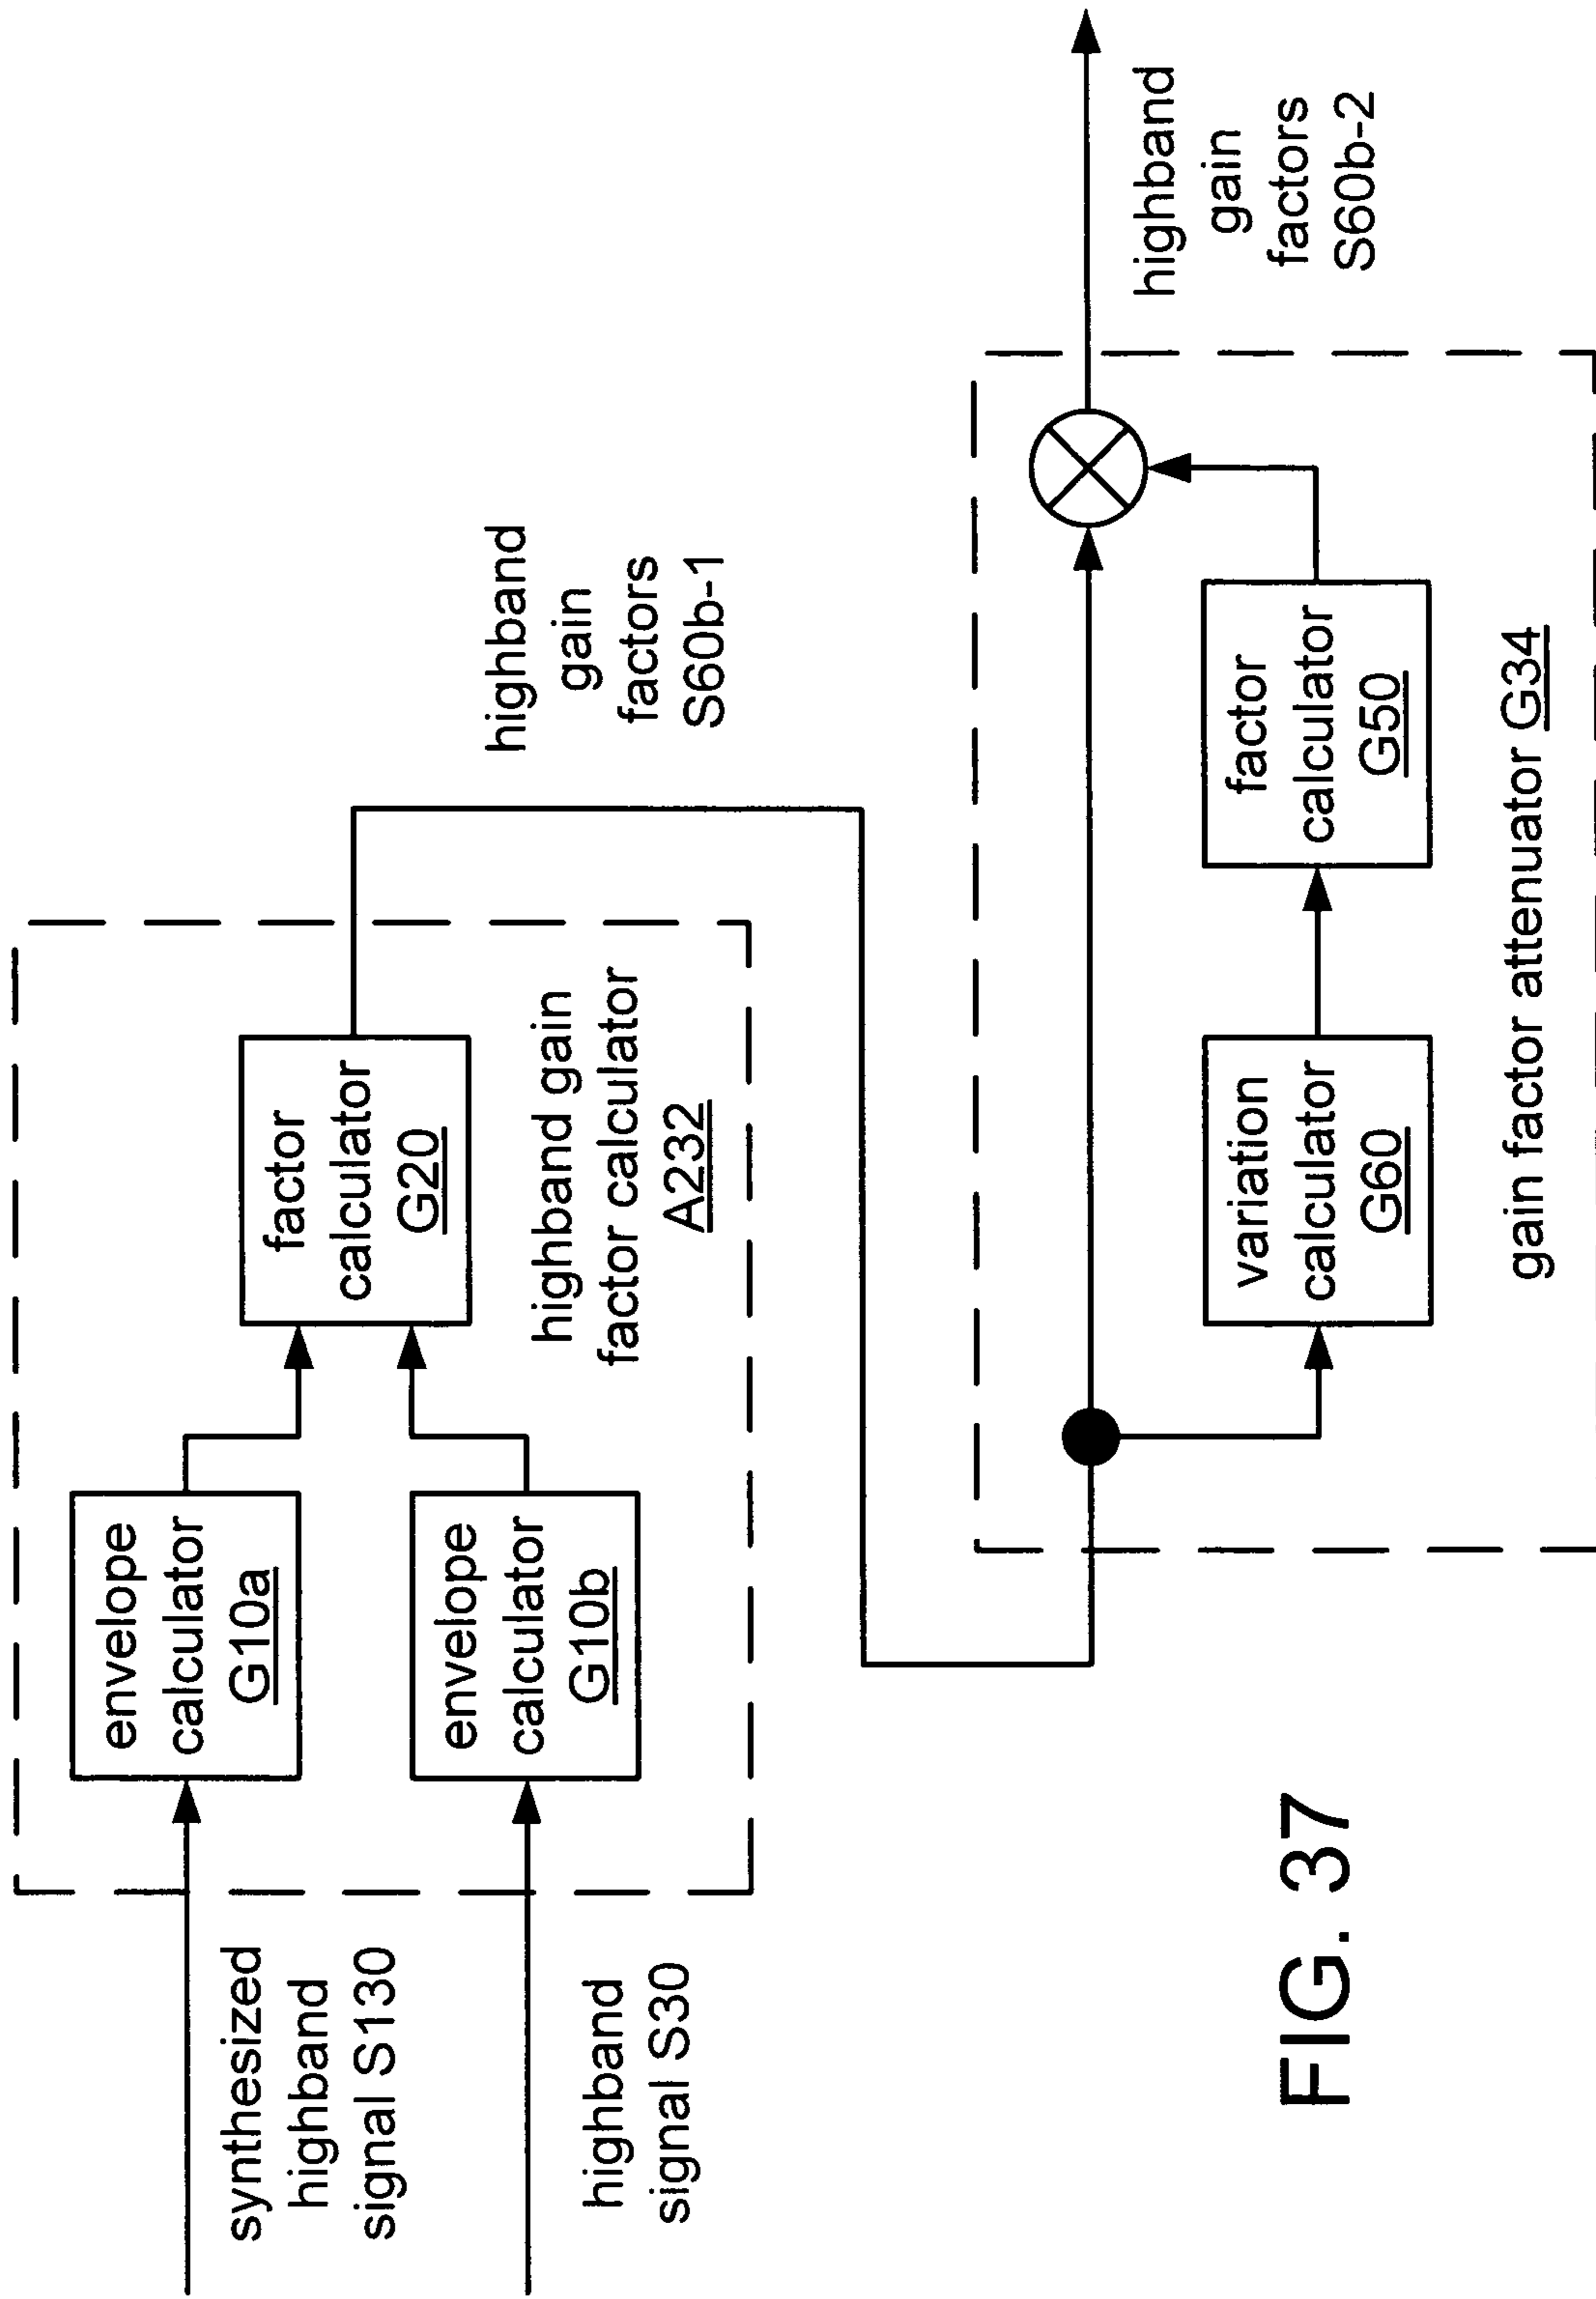 synthesized
highband
signal S130
highband
signal S30
envelope
calculator
G10a
envelope
calculator
G10b
factor
calculator
G20
highband gain
factor calculator
A232
highband
gain
factors
S60b-1
variation
calculator
G60
factor
calculator
G50
gain factor attenuator G34
highband
gain
factors
S60b-2
FIG. 37